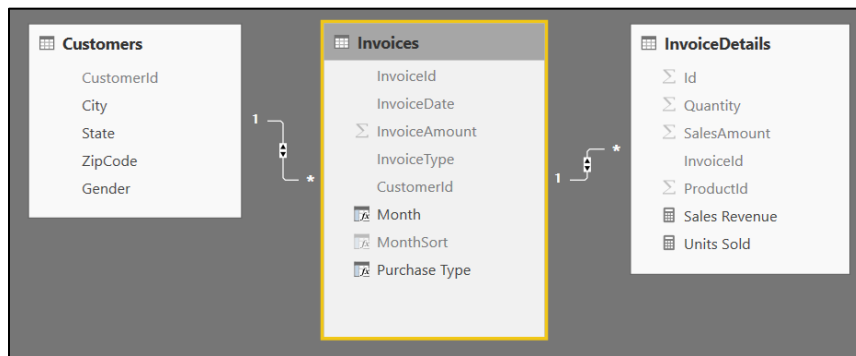 Customers
CustomerId
City
State
ZipCode
Gender
1
*
Invoices
InvoiceId
InvoiceDate
Σ InvoiceAmount
InvoiceType
CustomerId
Month
MonthSort
Purchase Type
1
*
InvoiceDetails
Σ Id
Σ Quantity
Σ SalesAmount
InvoiceId
Σ ProductId
Sales Revenue
Units Sold